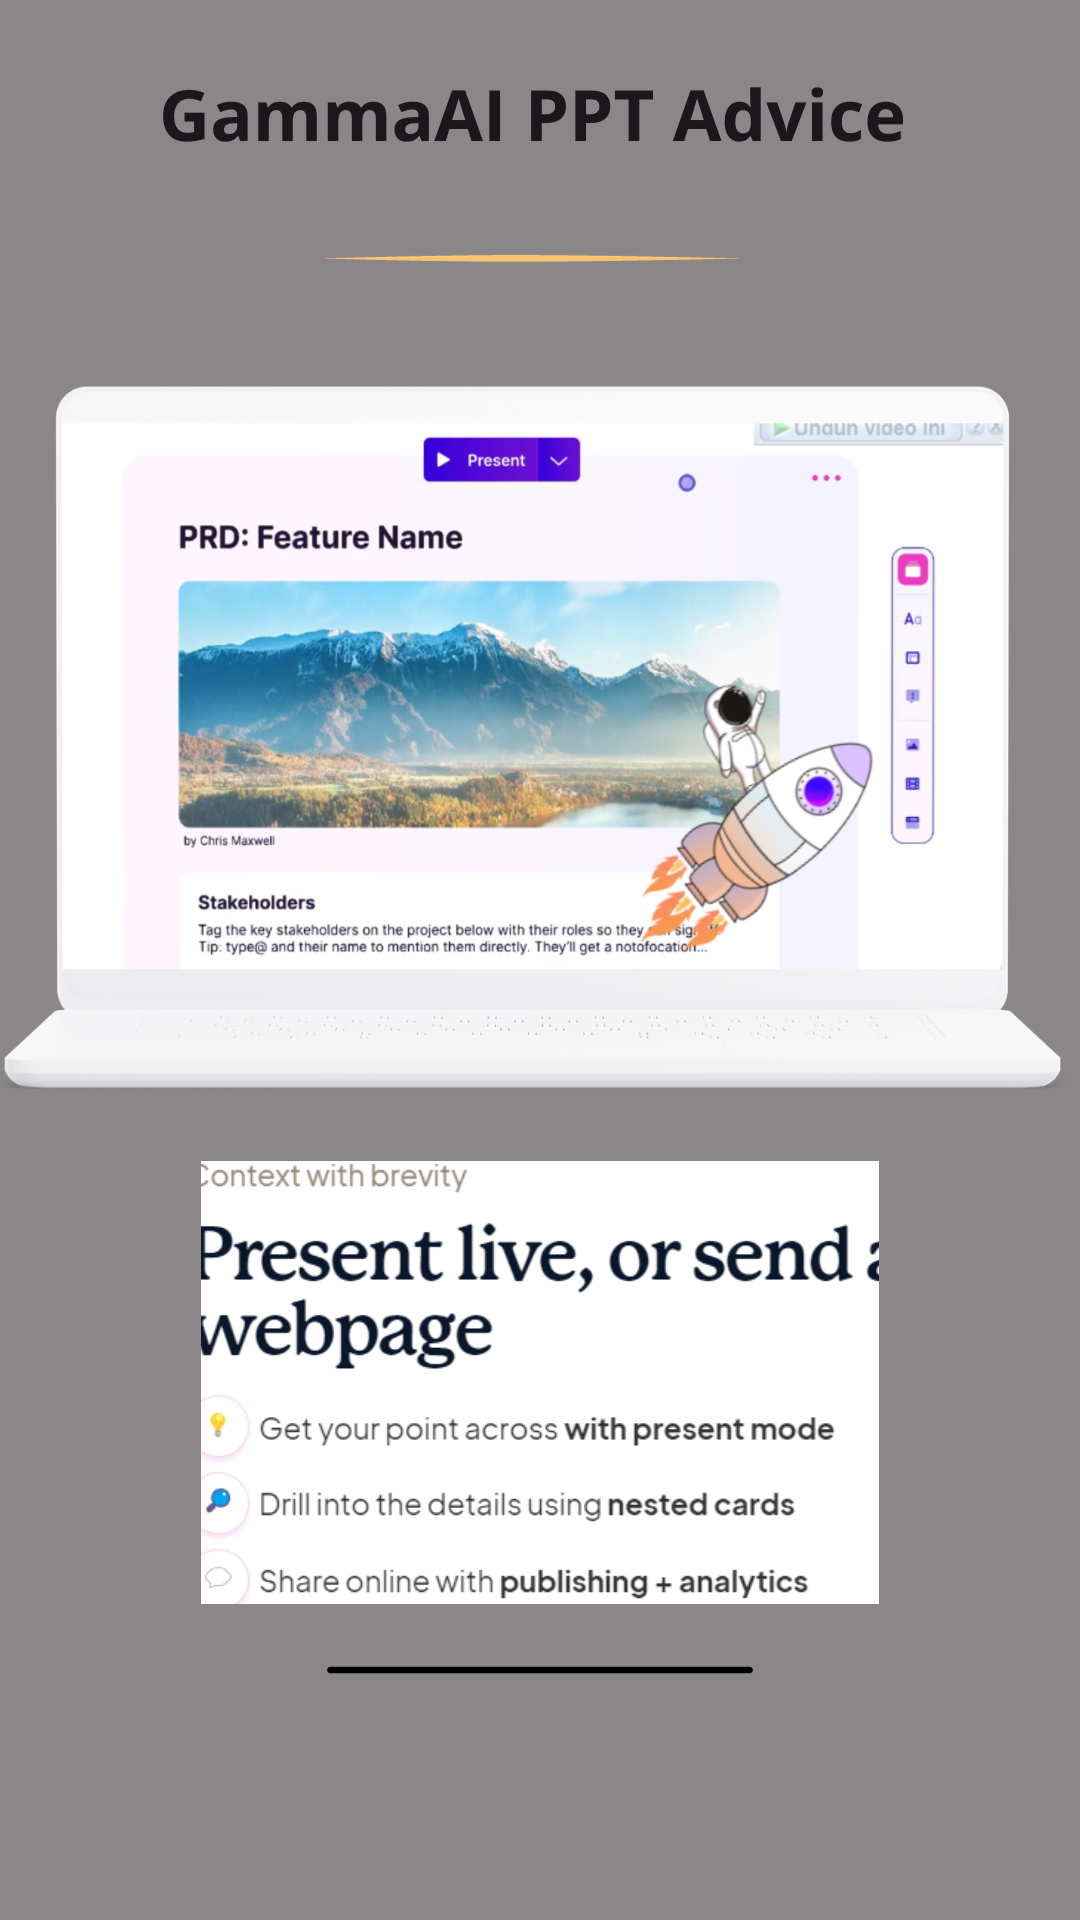 GammaAI PPT Advice
Unduh video ini
Present
PRD: Feature Name
Aa
by Chris Maxwell
Stakeholders
Tag the key stakeholders on the project below with their roles so they can sig
Tip: type@ and their name to mention them directly. They'll get a notofocation...
Context with brevity
Present live, or send a
webpage
Get your point across with present mode
Drill into the details using nested cards
Share online with publishing + analytics